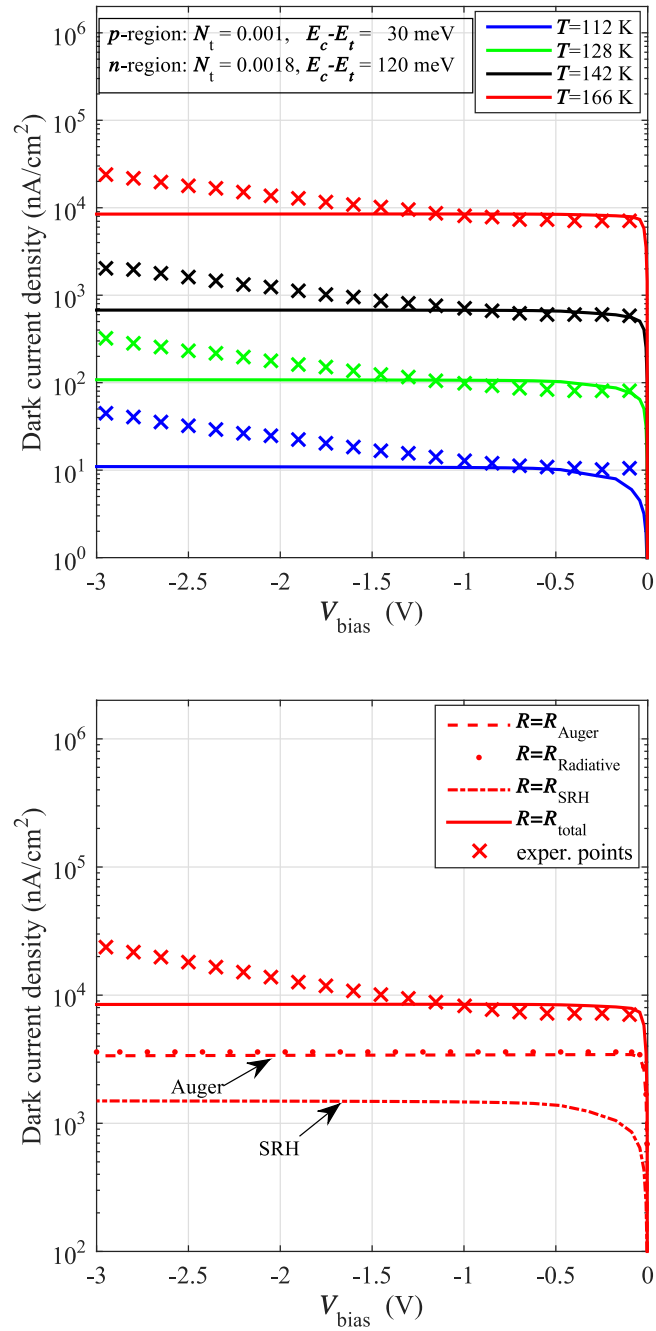 p-region: Nt = 0.001, Ec-Et = 30 meV
n-region: Nt = 0.0018, Ec-Et = 120 meV
T=112 K
T=128 K
T=142 K
T=166 K
Dark current density (nA/cm2)
10^6
10^5
10^4
10^3
10^2
10^1
10^0
-3 -2.5 -2 -1.5 -1 -0.5 0
Vbias (V)
R=RAuger
R=RRadiative
R=RSRH
R=Rtotal
exper. points
Dark current density (nA/cm2)
10^6
10^5
10^4
10^3
10^2
Auger
SRH
-3 -2.5 -2 -1.5 -1 -0.5 0
Vbias (V)